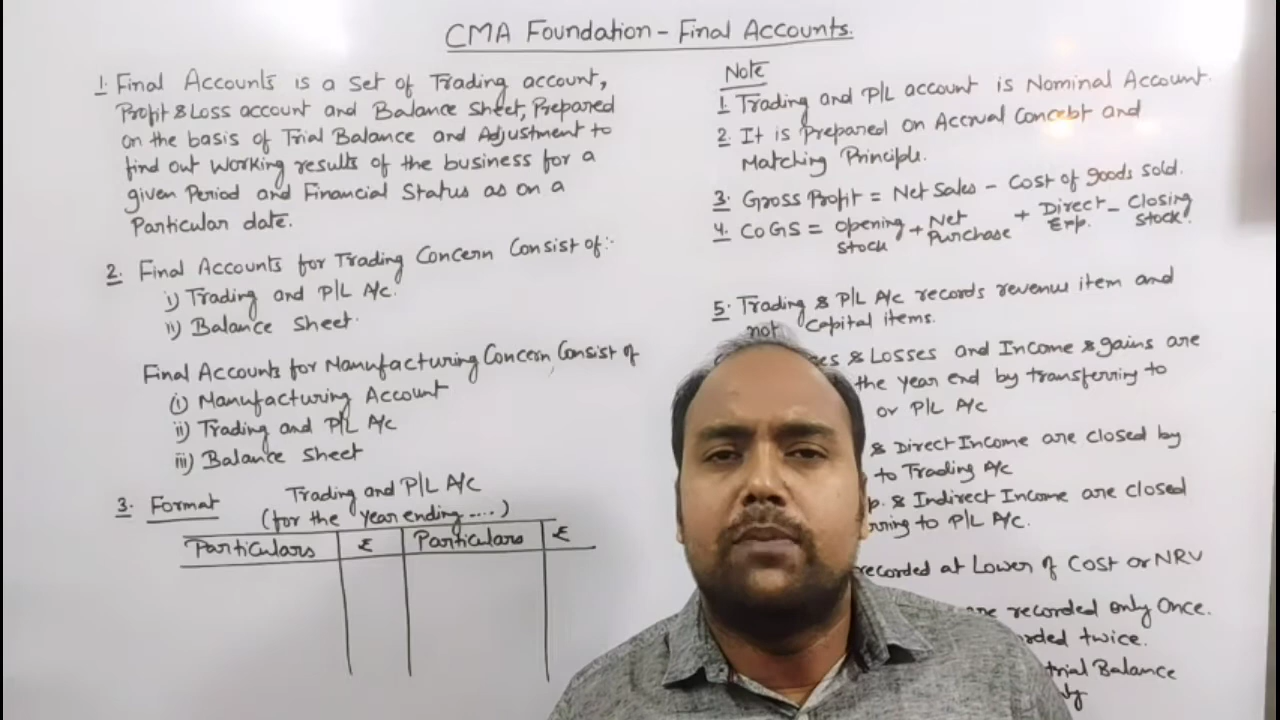 CMA Foundation - Final Accounts.
1. Final Accounts is a Set of Trading account,
Profit & Loss account and Balance Sheet, Prepared
on the basis of Trial Balance and Adjustment to
find out working results of the business for a
given Period and Financial Status as on a
Particular date.
2. Final Accounts for Trading Concern Consist of:-
i) Trading and P/L A/c.
ii) Balance Sheet.
Final Accounts for Manufacturing Concern Consist of
(i) Manufacturing Account
ii) Trading and P/L A/c
iii) Balance Sheet
3. Format Trading and P/L A/c
(for the Year ending ....)
Particulars ₹ Particulars ₹
Note
1. Trading and P/L account is Nominal Account.
2. It is Prepared on Accrual Concept and
Matching Principle.
3. Gross Profit = Net Sales - Cost of goods sold.
4. COGS = Opening Stock + Net Purchase + Direct Exp. - Closing Stock.
5. Trading & P/L A/c records revenue item and
not Capital items.
& Losses and Income & gains are
the Year end by transferring to
or P/L A/c
& Direct Income are closed by
to Trading A/c
& Indirect Income are closed
to P/L A/c.
recorded at Lower of Cost or NRV
recorded only Once.
twice.
trial Balance